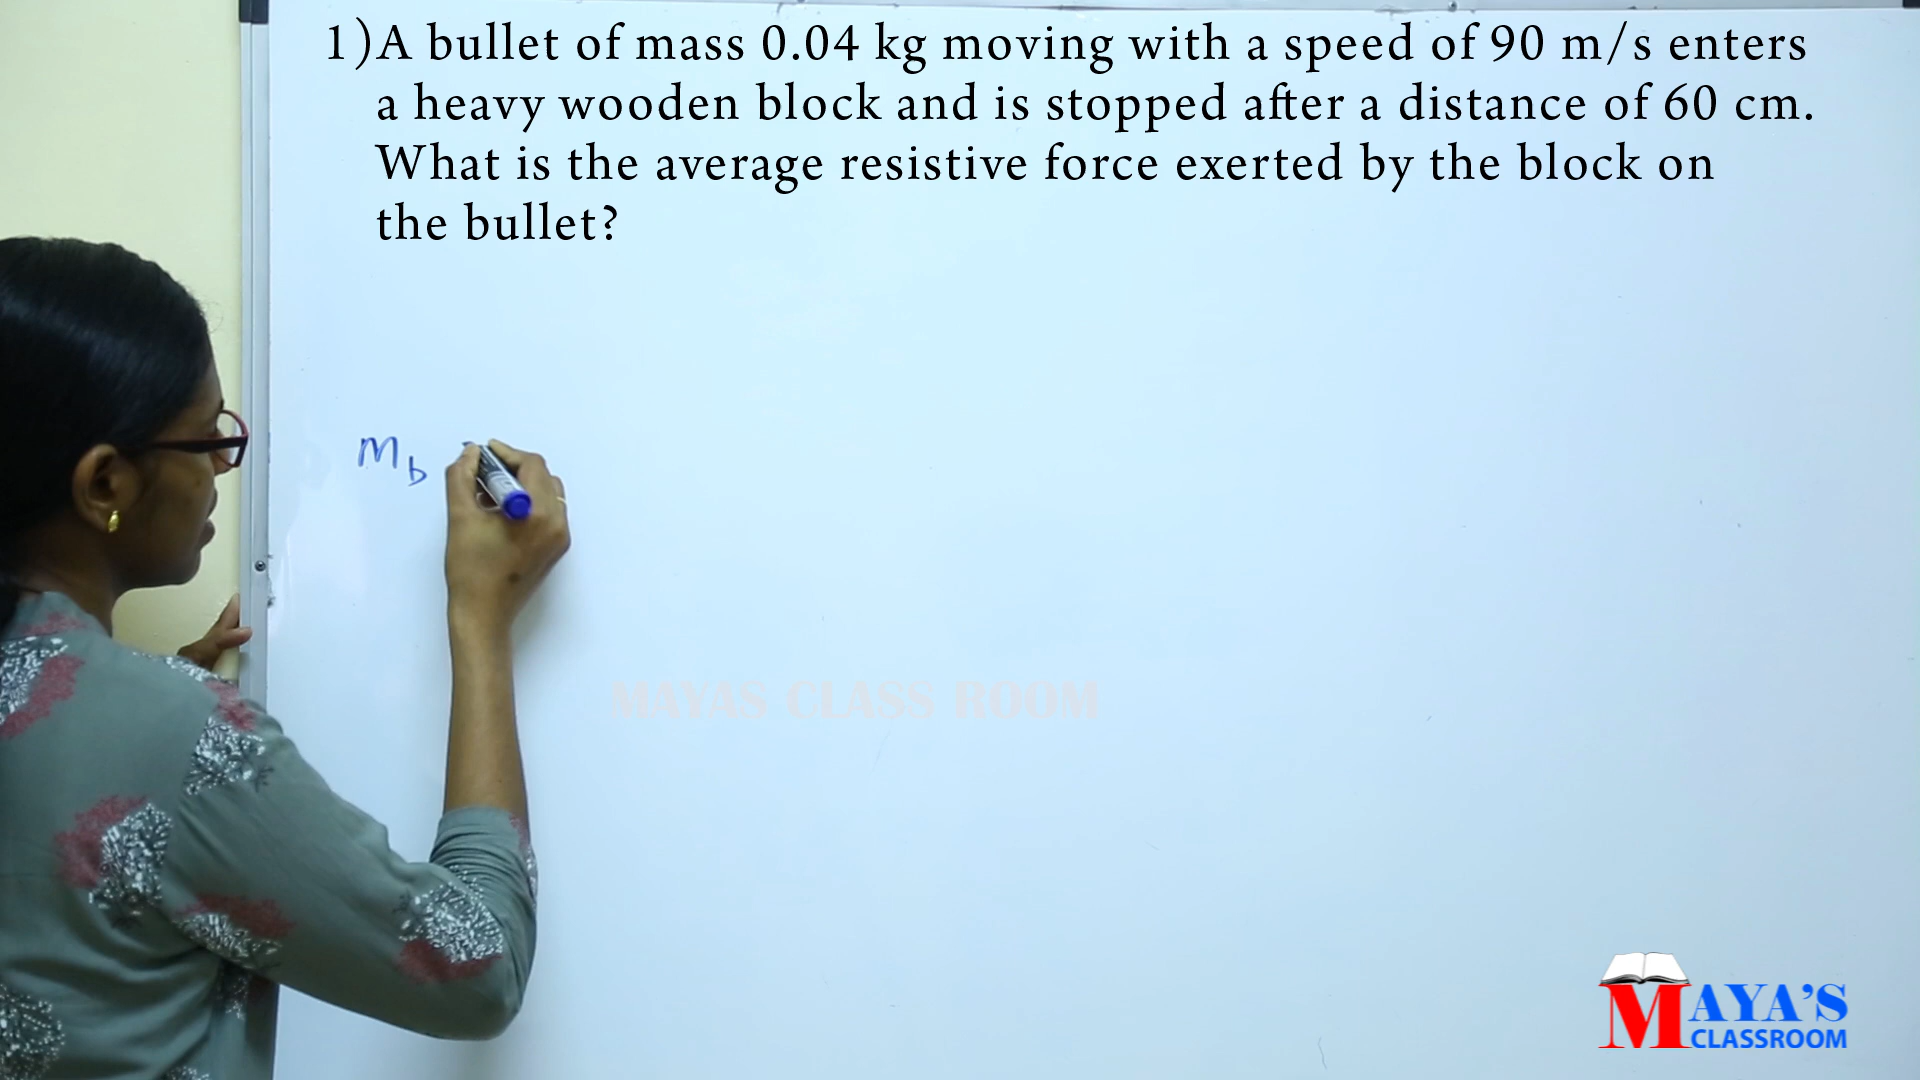 1)A bullet of mass 0.04 kg moving with a speed of 90 m/s enters
a heavy wooden block and is stopped after a distance of 60 cm.
What is the average resistive force exerted by the block on
the bullet?
m_b
MAYAS CLASS ROOM
MAYA'S
CLASSROOM